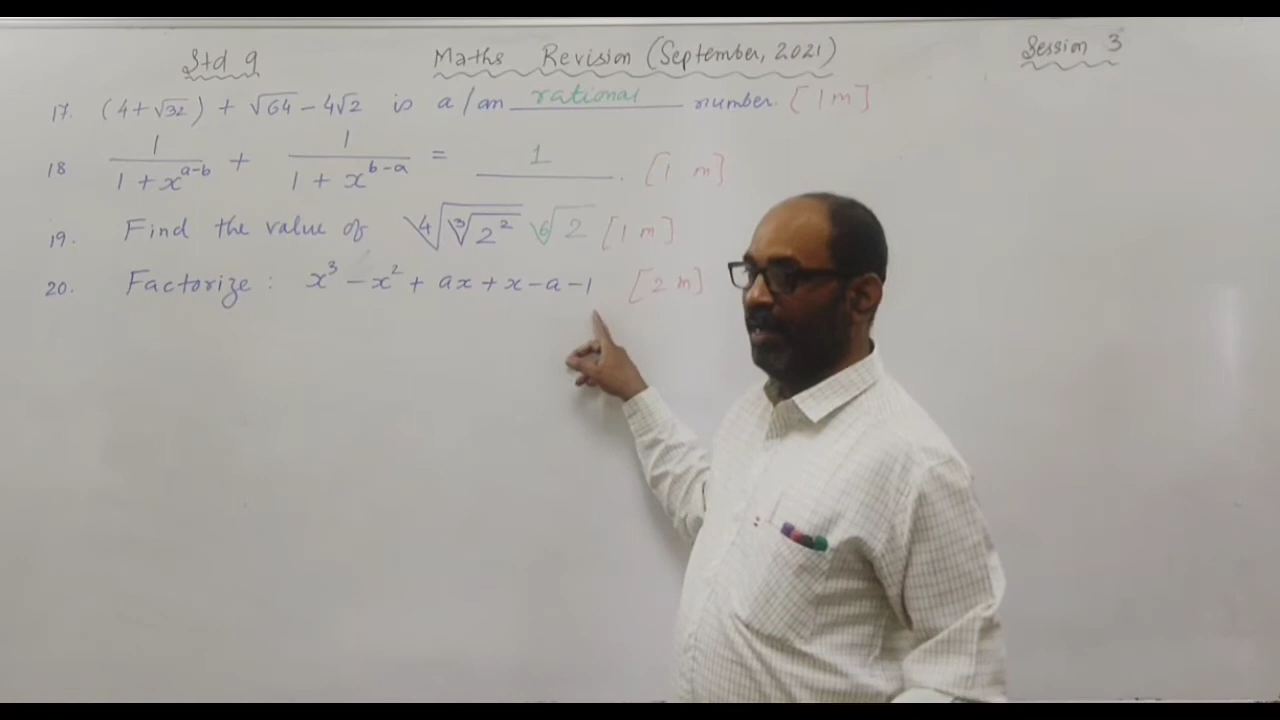 Std 9 Maths Revision (September, 2021) Session 3
17. (4+√32) + √64 − 4√2 is a/an rational number. [1m]
18 1/(1 + x^(a-b)) + 1/(1 + x^(b-a)) = 1. [1 m]
19. Find the value of ⁴√(³√(2²)) ⁶√2 [1 m]
20. Factorize : x³ − x² + ax + x − a − 1 [2 m]